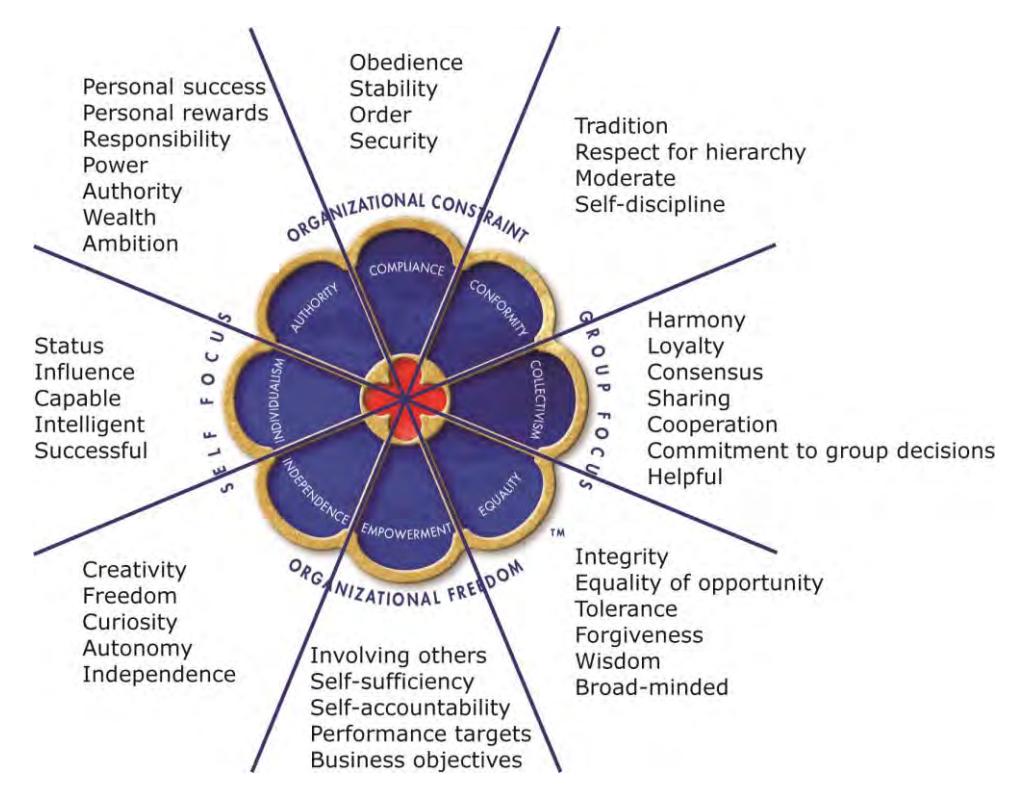 Obedience
Stability
Order
Security
Personal success
Personal rewards
Responsibility
Power
Authority
Wealth
Ambition
Tradition
Respect for hierarchy
Moderate
Self-discipline
ORGANIZATIONAL CONSTRAINT
COMPLIANCE
AUTHORITY
CONFORMITY
SELF FOCUS
INDIVIDUALISM
COLLECTIVISM
GROUP FOCUS
Status
Influence
Capable
Intelligent
Successful
Harmony
Loyalty
Consensus
Sharing
Cooperation
Commitment to group decisions
Helpful
INDEPENDENCE
EMPOWERMENT
EQUALITY
TM
ORGANIZATIONAL FREEDOM
Creativity
Freedom
Curiosity
Autonomy
Independence
Involving others
Self-sufficiency
Self-accountability
Performance targets
Business objectives
Integrity
Equality of opportunity
Tolerance
Forgiveness
Wisdom
Broad-minded